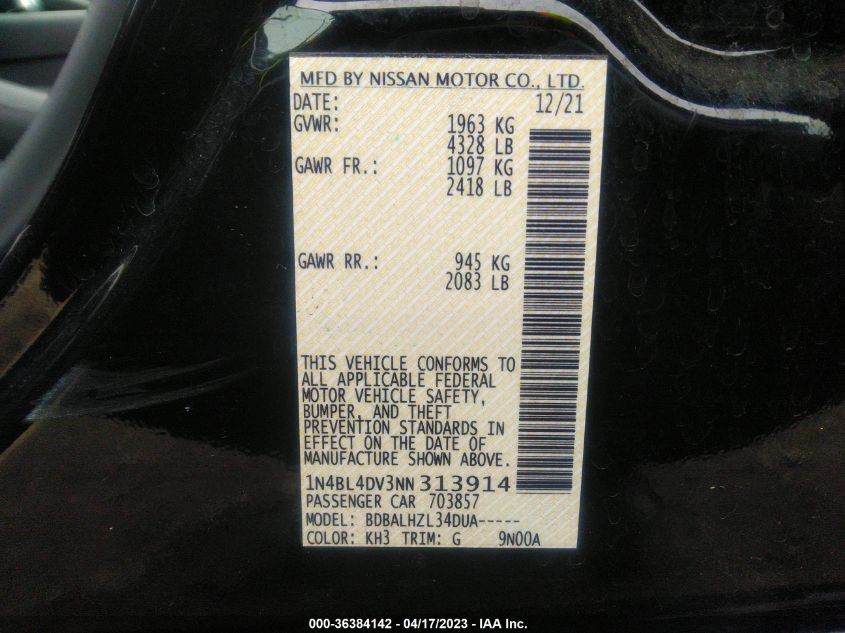 MFD BY NISSAN MOTOR CO., LTD.
DATE: 12/21
GVWR: 1963 KG
4328 LB
GAWR FR.: 1097 KG
2418 LB
GAWR RR.: 945 KG
2083 LB
THIS VEHICLE CONFORMS TO
ALL APPLICABLE FEDERAL
MOTOR VEHICLE SAFETY,
BUMPER, AND THEFT
PREVENTION STANDARDS IN
EFFECT ON THE DATE OF
MANUFACTURE SHOWN ABOVE.
1N4BL4DV3NN313914
PASSENGER CAR 703857
MODEL: BDBALHZL34DUA-----
COLOR: KH3 TRIM: G 9N00A
000-36384142 - 04/17/2023 - IAA Inc.